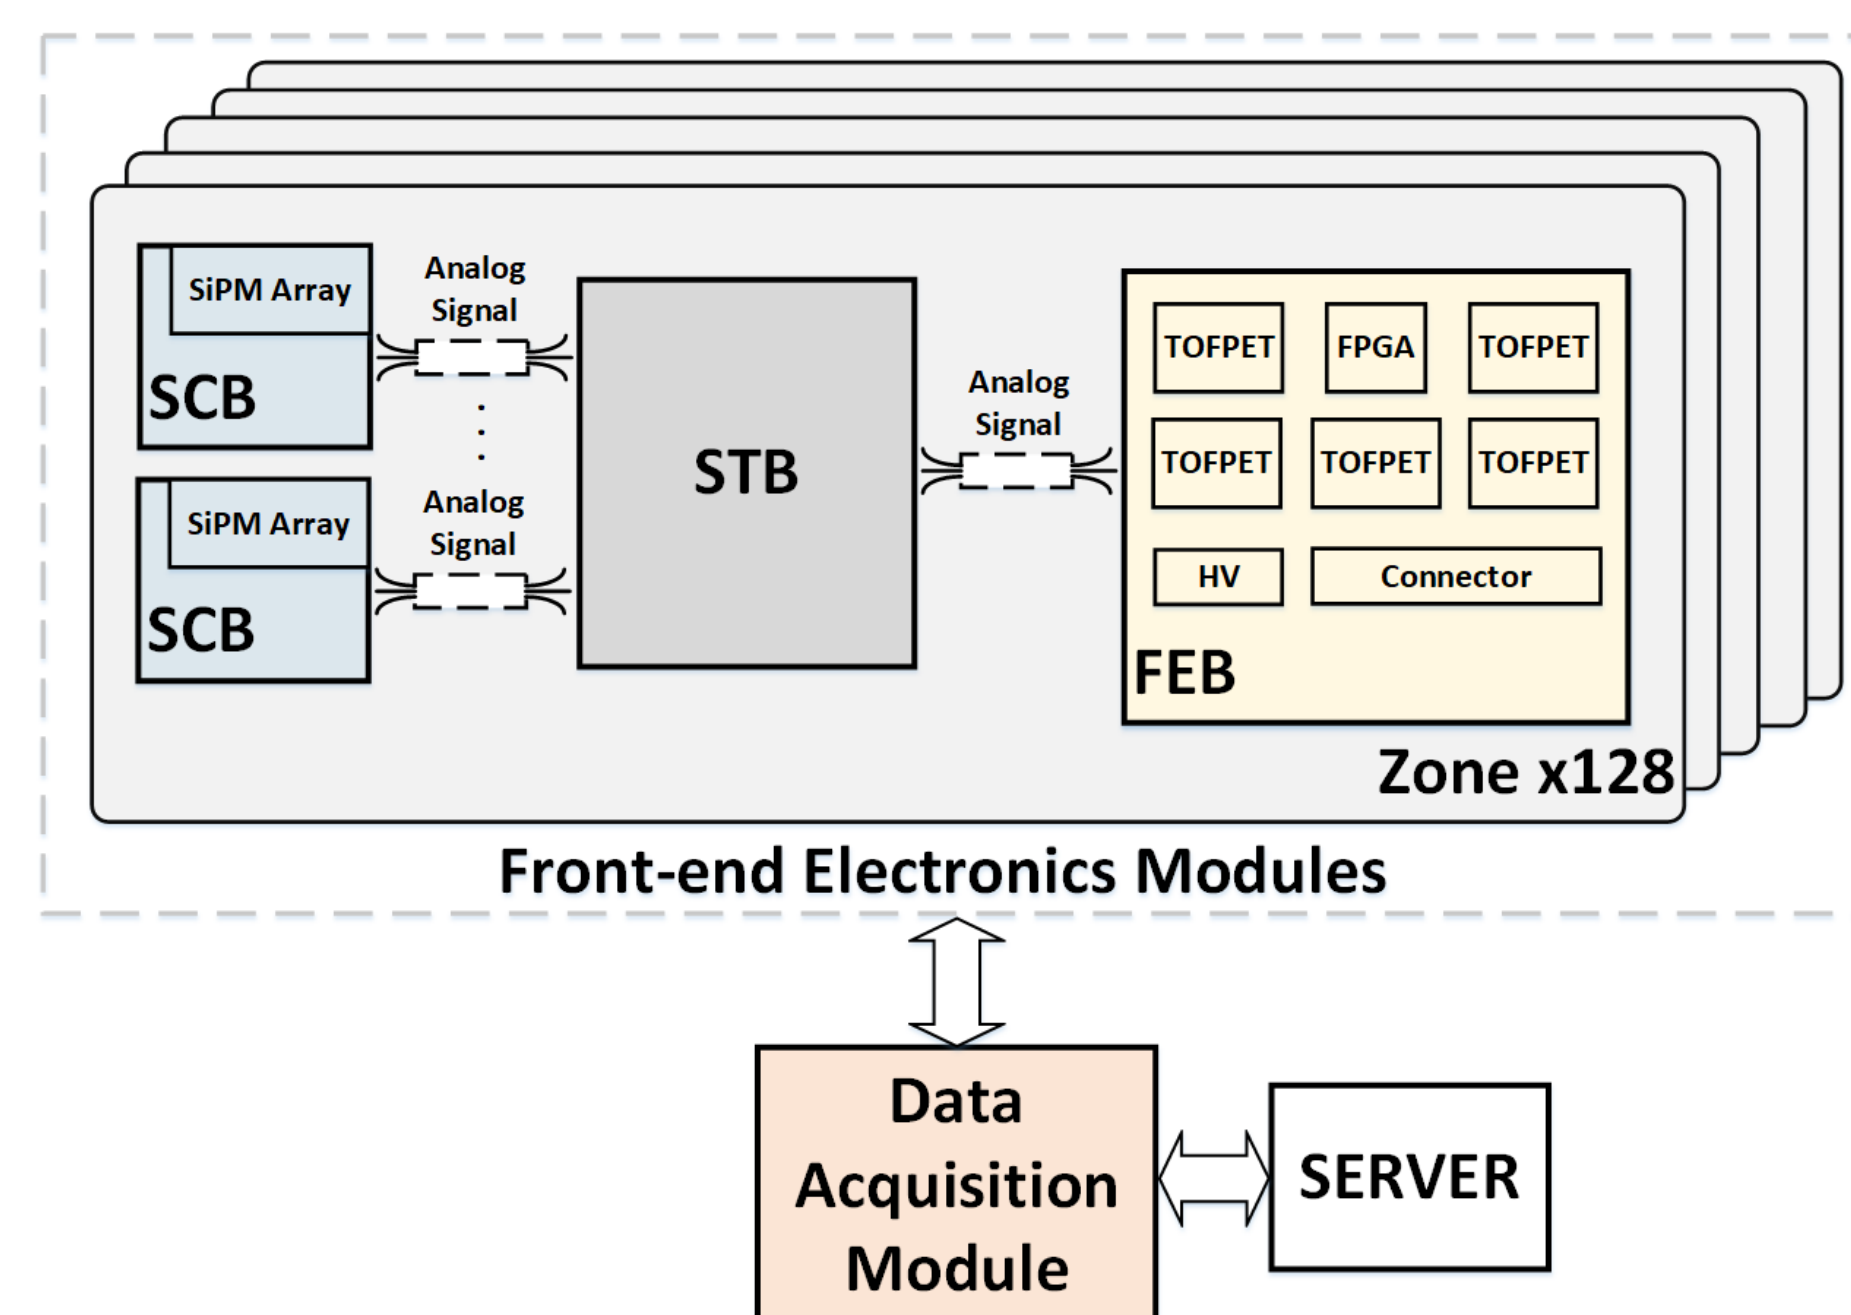 SiPM Array
SCB
Analog
Signal
SiPM Array
SCB
Analog
Signal
STB
Analog
Signal
TOFPET
FPGA
TOFPET
TOFPET
TOFPET
TOFPET
HV
Connector
FEB
Zone x128
Front-end Electronics Modules
Data
Acquisition
Module
SERVER